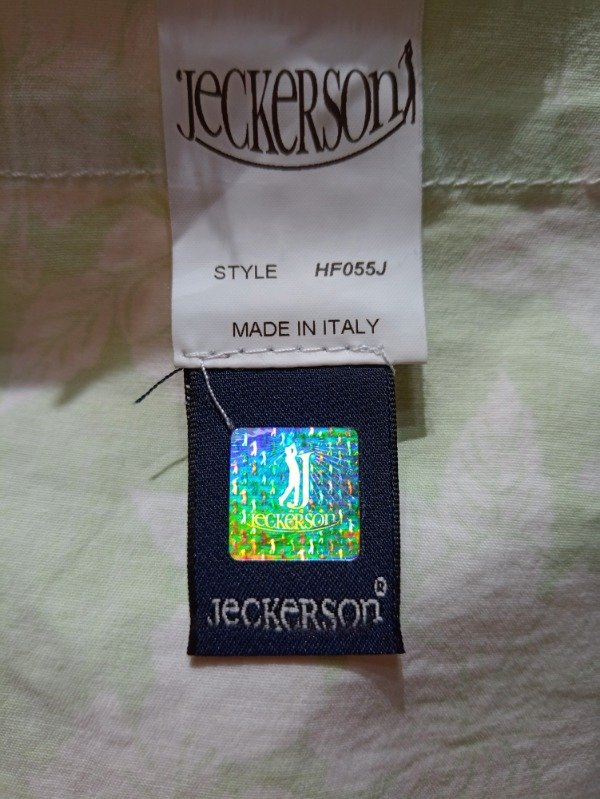 JECKERSON
STYLE HF055J
MADE IN ITALY
J
JECKERSON
JECKERSON®